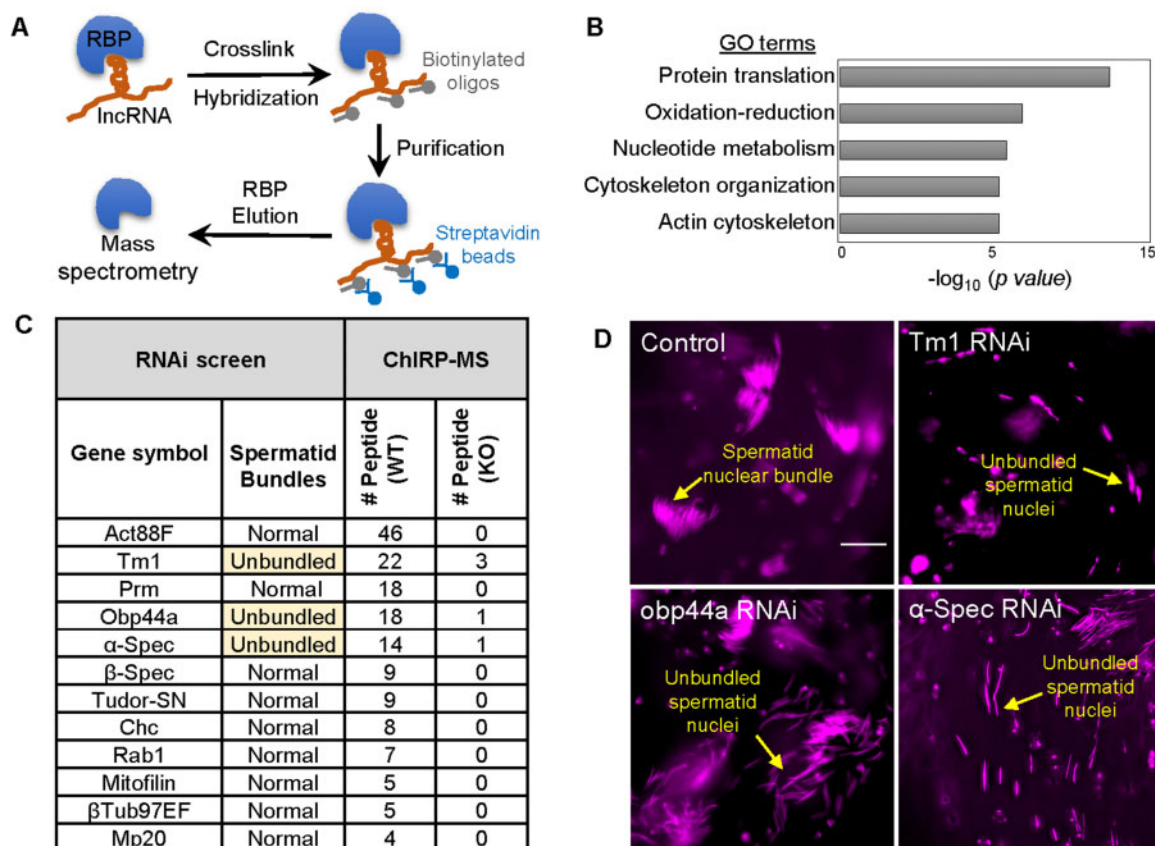 A
RBP
lncRNA
Crosslink
Hybridization
Biotinylated
oligos
Purification
RBP
Elution
Mass
spectrometry
Streptavidin
beads
B
GO terms
Protein translation
Oxidation-reduction
Nucleotide metabolism
Cytoskeleton organization
Actin cytoskeleton
0 5 15
-log10 (p value)
C
RNAi screen ChIRP-MS
Gene symbol Spermatid Bundles # Peptide (WT) # Peptide (KO)
Act88F Normal 46 0
Tm1 Unbundled 22 3
Prm Normal 18 0
Obp44a Unbundled 18 1
α-Spec Unbundled 14 1
β-Spec Normal 9 0
Tudor-SN Normal 9 0
Chc Normal 8 0
Rab1 Normal 7 0
Mitofilin Normal 5 0
βTub97EF Normal 5 0
Mp20 Normal 4 0
D
Control
Spermatid
nuclear bundle
Tm1 RNAi
Unbundled
spermatid
nuclei
obp44a RNAi
Unbundled
spermatid
nuclei
α-Spec RNAi
Unbundled
spermatid
nuclei